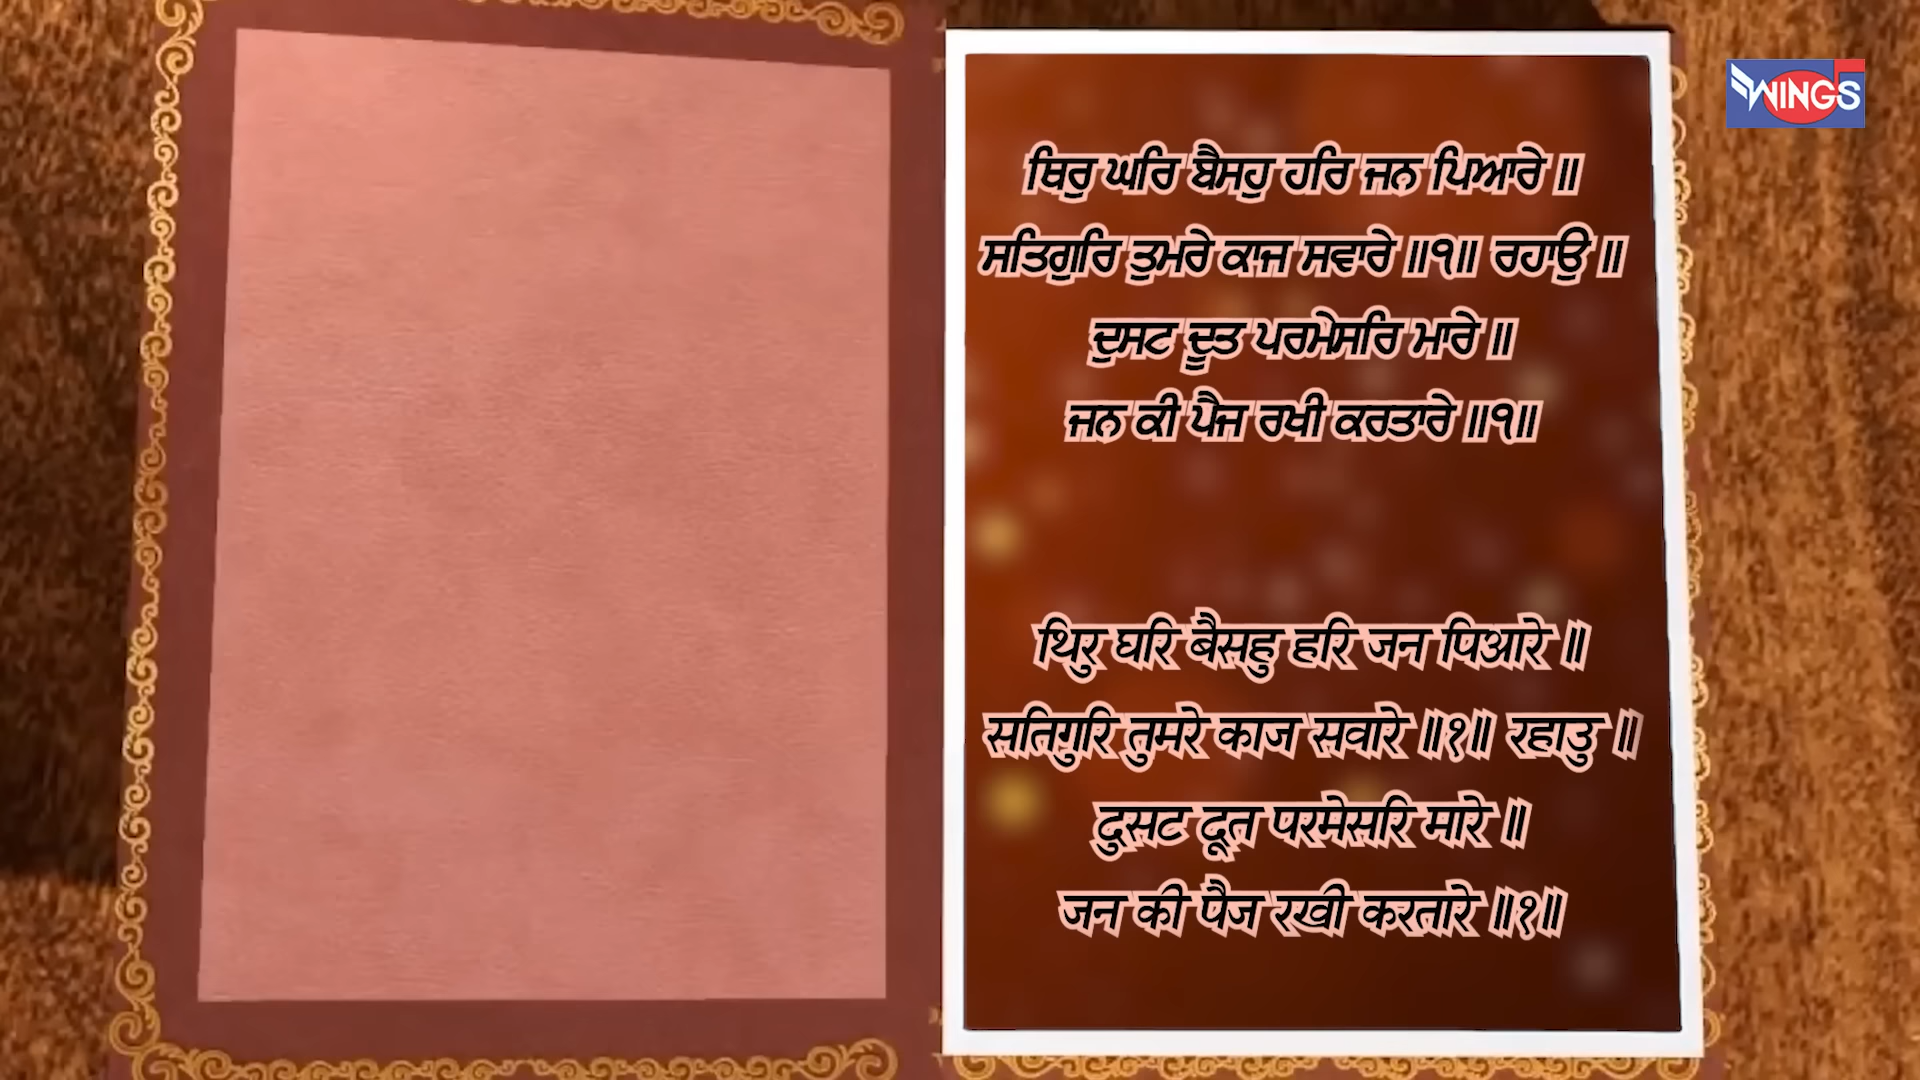 WINGS
ਥਿਰੁ ਘਰਿ ਬੈਸਹੁ ਹਰਿ ਜਨ ਪਿਆਰੇ ॥
ਸਤਿਗੁਰਿ ਤੁਮਰੇ ਕਾਜ ਸਵਾਰੇ ॥੧॥ ਰਹਾਉ ॥
ਦੁਸਟ ਦੂਤ ਪਰਮੇਸਰਿ ਮਾਰੇ ॥
ਜਨ ਕੀ ਪੈਜ ਰਖੀ ਕਰਤਾਰੇ ॥੧॥
थिरु घरि बैसहु हरि जन पिआरे ॥
सतिगुरि तुमरे काज सवारे ॥१॥ रहाउ ॥
दुसट दूत परमेसरि मारे ॥
जन की पैज रखी करतारे ॥१॥